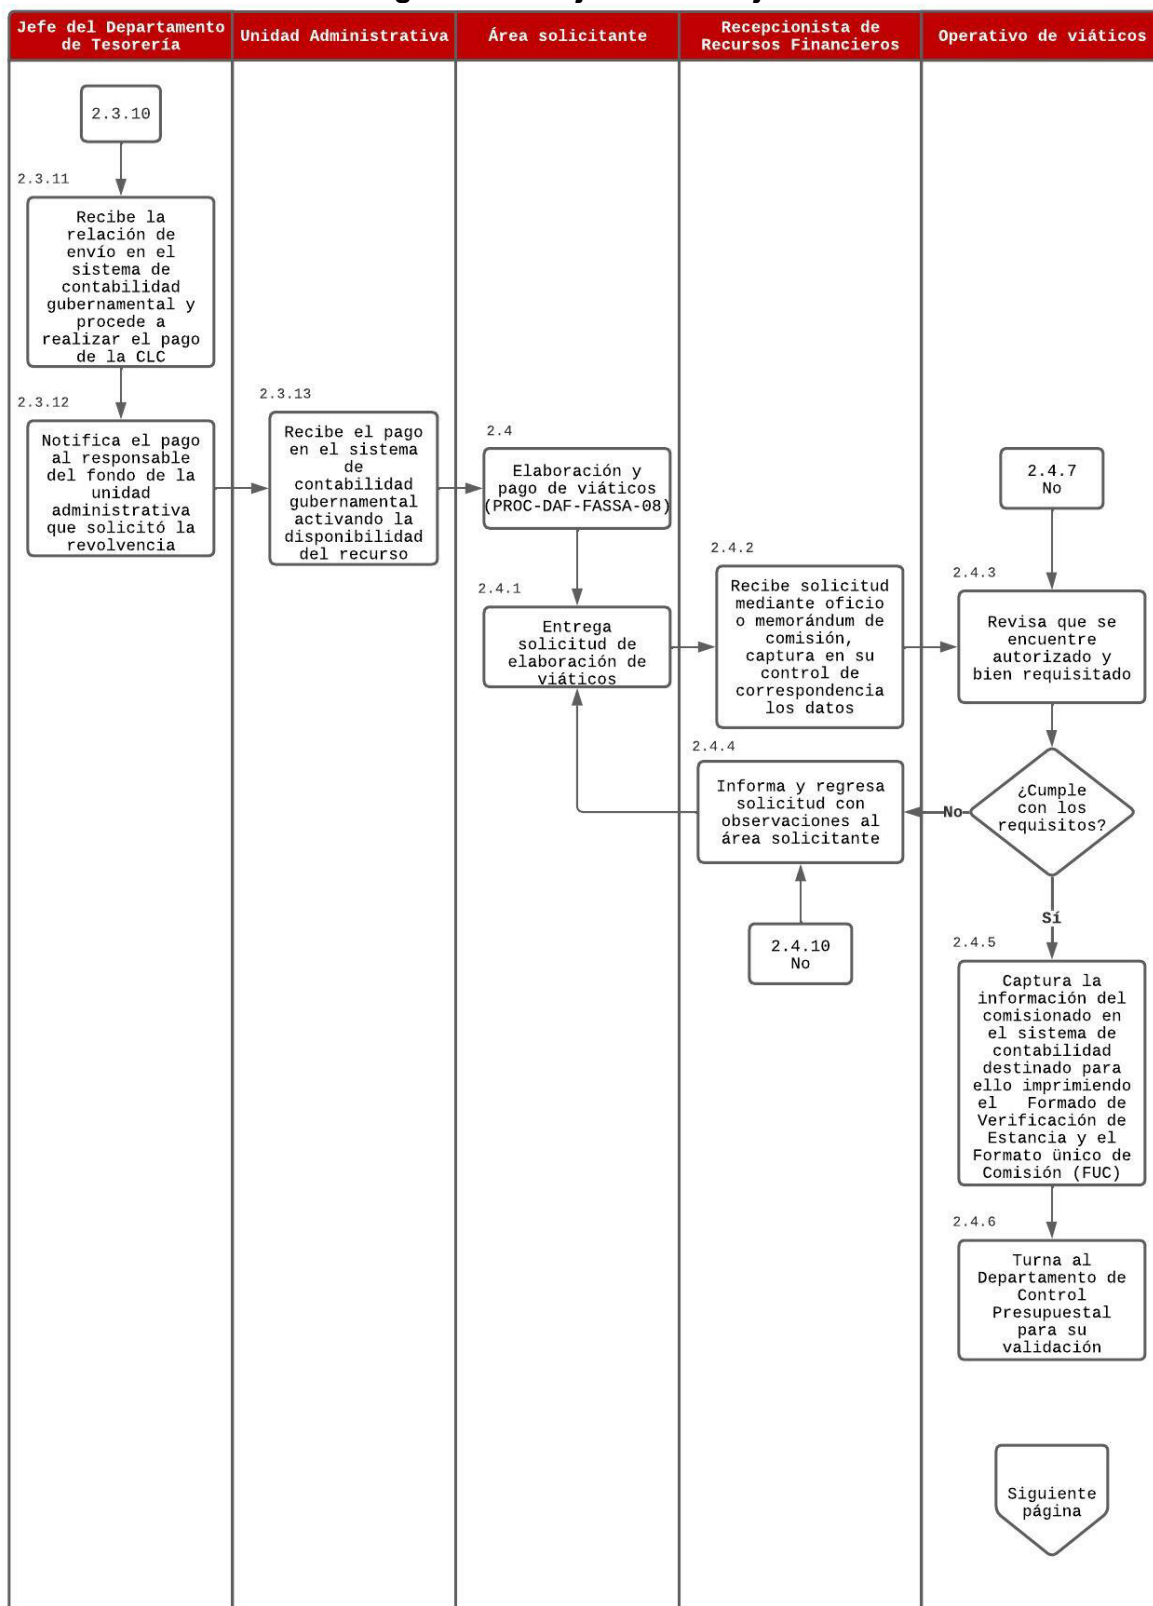 Jefe del Departamento
de Tesorería
Unidad Administrativa
Área solicitante
Recepcionista de
Recursos Financieros
Operativo de viáticos
2.3.10
2.3.11
Recibe la
relación de
envío en el
sistema de
contabilidad
gubernamental y
procede a
realizar el pago
de la CLC
2.3.12
Notifica el pago
al responsable
del fondo de la
unidad
administrativa
que solicitó la
revolvencia
2.3.13
Recibe el pago
en el sistema
de
contabilidad
gubernamental
activando la
disponibilidad
del recurso
2.4
Elaboración y
pago de viáticos
(PROC-DAF-FASSA-08)
2.4.1
Entrega
solicitud de
elaboración de
viáticos
2.4.2
Recibe solicitud
mediante oficio
o memorándum de
comisión,
captura en su
control de
correspondencia
los datos
2.4.7
No
2.4.3
Revisa que se
encuentre
autorizado y
bien requisitado
¿Cumple
con los
requisitos?
No
2.4.4
Informa y regresa
solicitud con
observaciones al
área solicitante
2.4.10
No
Sí
2.4.5
Captura la
información del
comisionado en
el sistema de
contabilidad
destinado para
ello imprimiendo
el Formado de
Verificación de
Estancia y el
Formato ünico de
Comisión (FUC)
2.4.6
Turna al
Departamento de
Control
Presupuestal
para su
validación
Siguiente
página